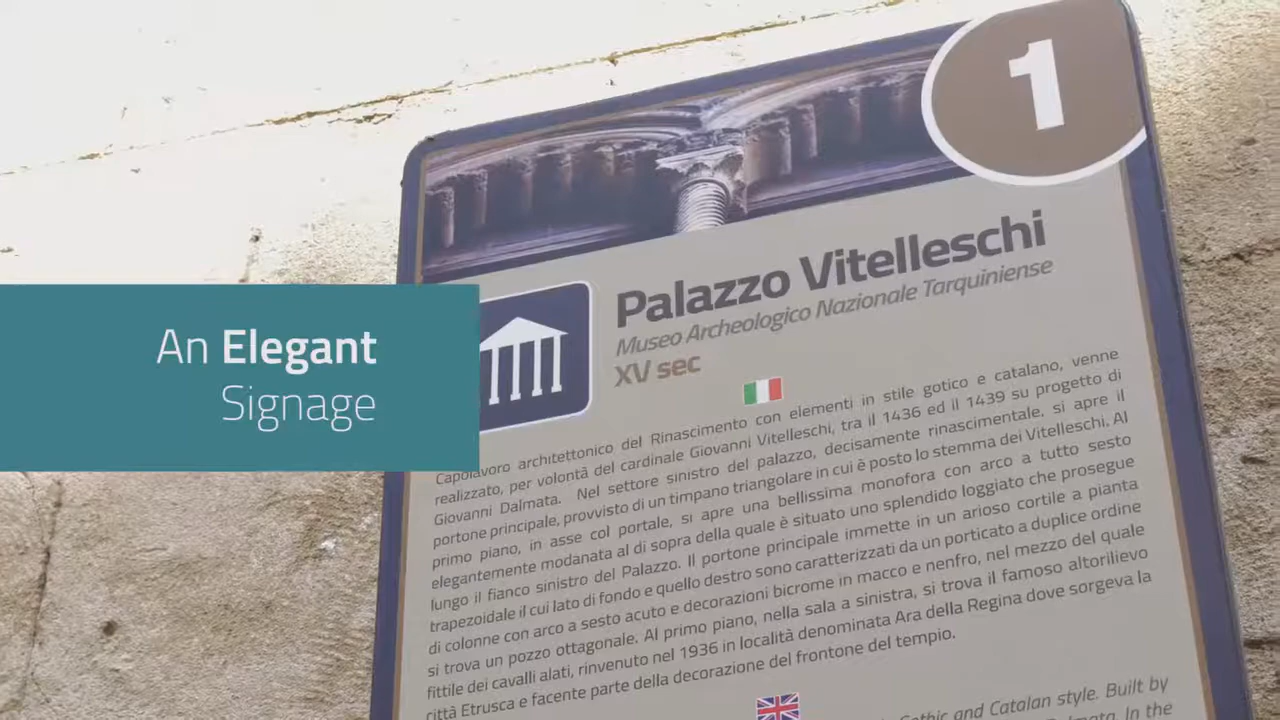 1
Palazzo Vitelleschi
Museo Archeologico Nazionale Tarquiniense
XV sec
An Elegant
Signage
Capolavoro architettonico del Rinascimento con elementi in stile gotico e catalano, venne
realizzato, per volontà del cardinale Giovanni Vitelleschi, tra il 1436 ed il 1439 su progetto di
Giovanni Dalmata. Nel settore sinistro del palazzo, decisamente rinascimentale, si apre il
portone principale, provvisto di un timpano triangolare in cui è posto lo stemma dei Vitelleschi. Al
primo piano, in asse col portale, si apre una bellissima monofora con arco a tutto sesto
elegantemente modanata al di sopra della quale è situato uno splendido loggiato che prosegue
lungo il fianco sinistro del Palazzo. Il portone principale immette in un arioso cortile a pianta
trapezoidale il cui lato di fondo e quello destro sono caratterizzati da un porticato a duplice ordine
di colonne con arco a sesto acuto e decorazioni bicrome in macco e nenfro, nel mezzo del quale
si trova un pozzo ottagonale. Al primo piano, nella sala a sinistra, si trova il famoso altorilievo
fittile dei cavalli alati, rinvenuto nel 1936 in località denominata Ara della Regina dove sorgeva la
città Etrusca e facente parte della decorazione del frontone del tempio.
Gothic and Catalan style. Built by
In the